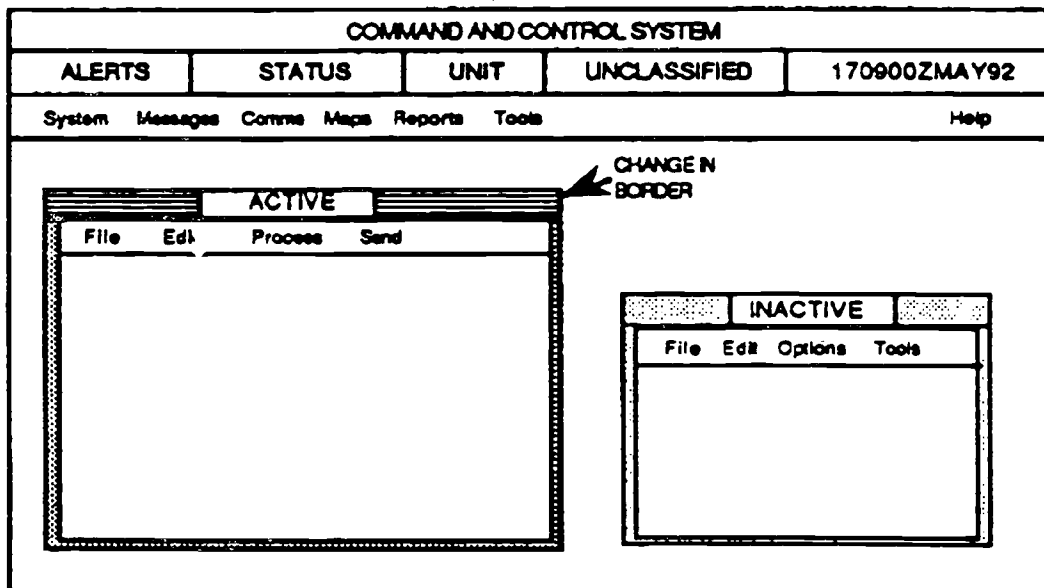 COMMAND AND CONTROL SYSTEM
ALERTS STATUS UNIT UNCLASSIFIED 170900ZMAY92
System Messages Comms Maps Reports Tools Help
CHANGE IN
BORDER
ACTIVE
File Edit Process Send
INACTIVE
File Edit Options Tools